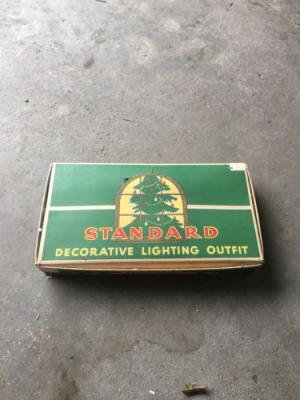 STANDARD
DECORATIVE LIGHTING OUTFIT